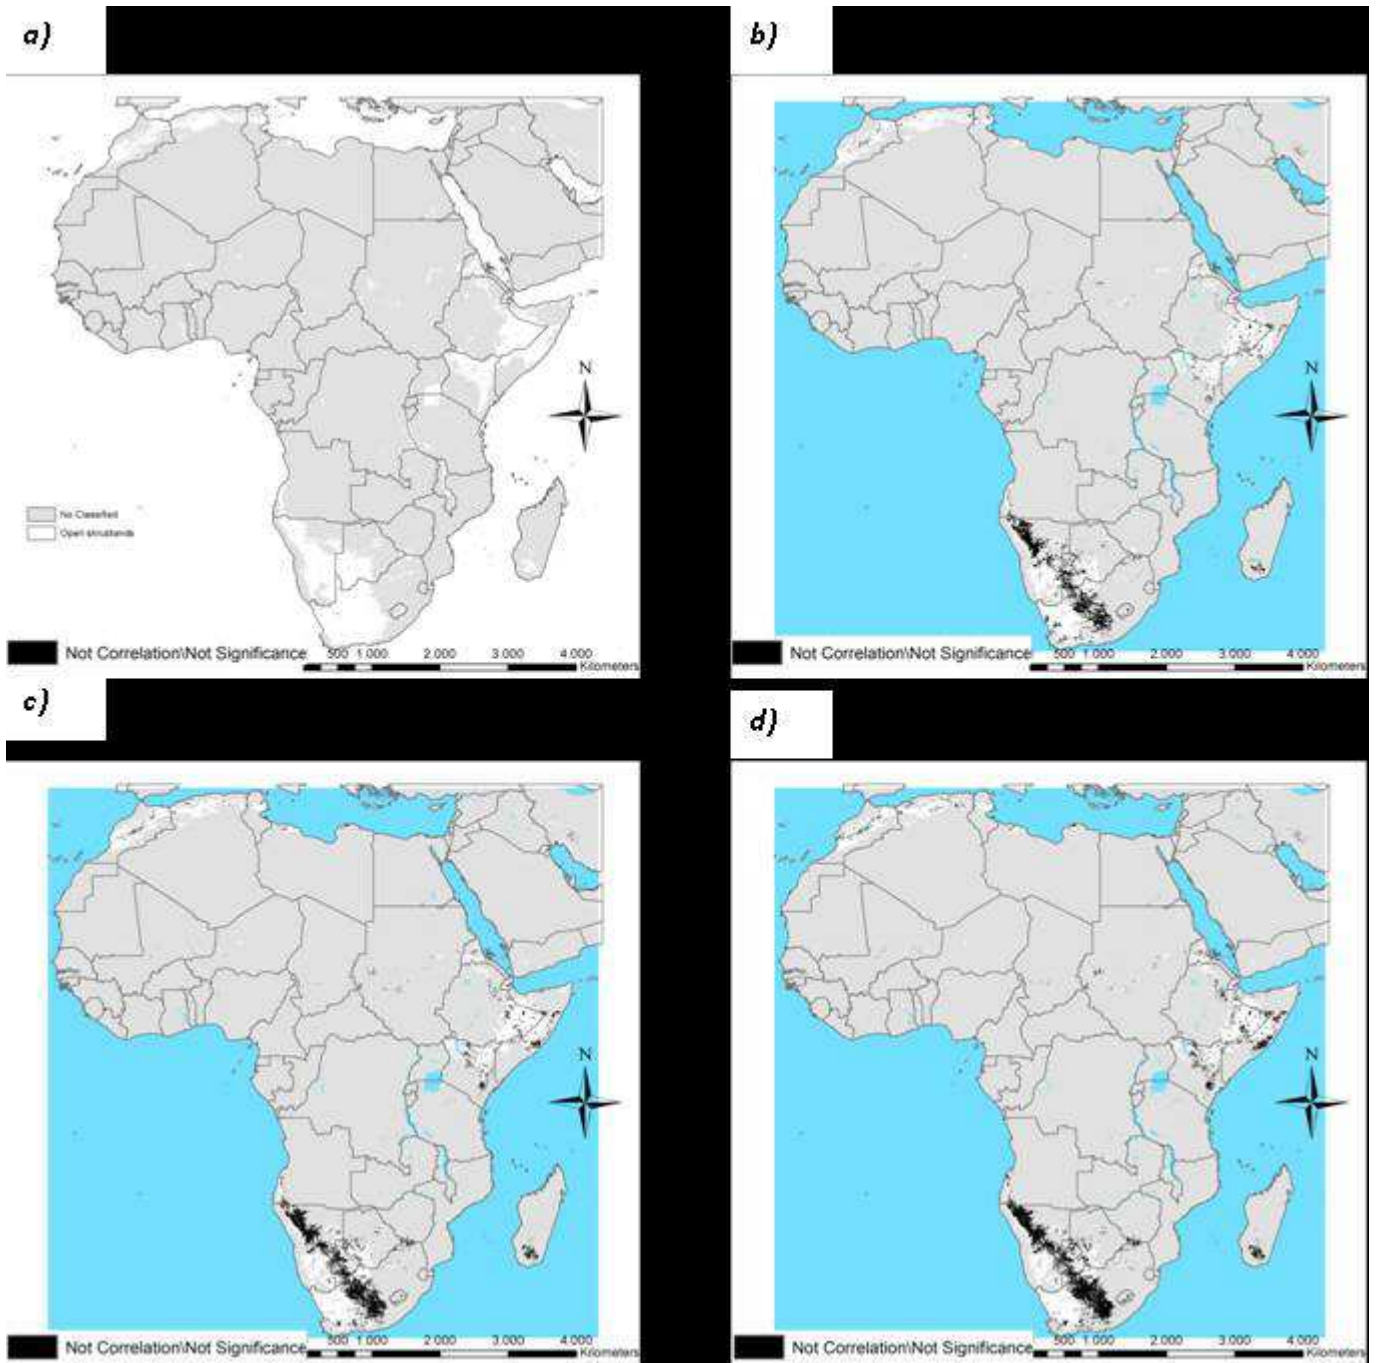 a)
N
No Classified
Open shrublands
Not Correlation\Not Significance
500 1 000 2 000 3 000 4 000
Kilometers
b)
N
Not Correlation\Not Significance
500 1 000 2 000 3 000 4 000
Kilometers
c)
N
Not Correlation\Not Significance
500 1 000 2 000 3 000 4 000
Kilometers
d)
N
Not Correlation\Not Significance
500 1 000 2 000 3 000 4 000
Kilometers